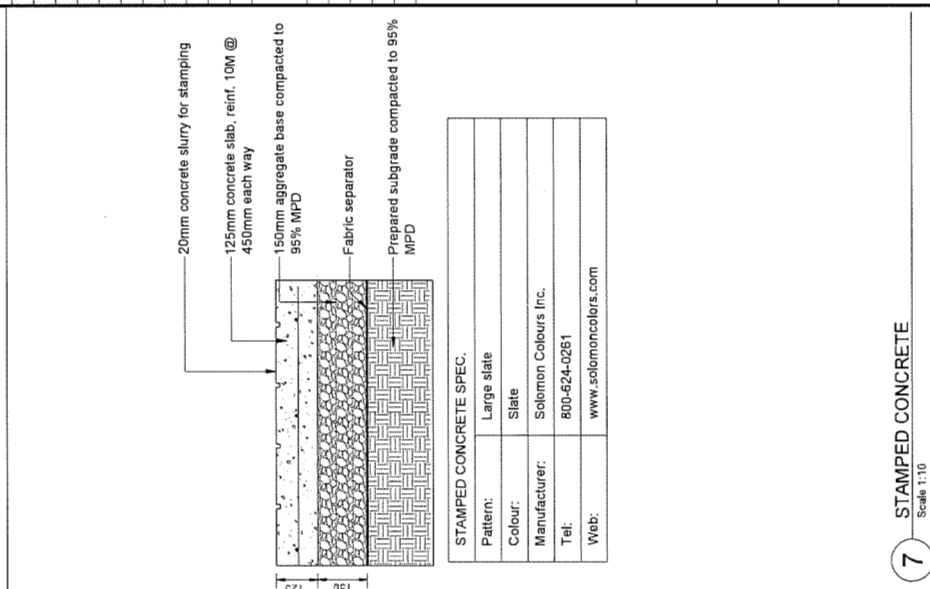 20mm concrete slurry for stamping
125mm concrete slab, reinf. 10M @
450mm each way
150mm aggregate base compacted to
95% MPD
Fabric separator
Prepared subgrade compacted to 95%
MPD
125
150
STAMPED CONCRETE SPEC.
Pattern: Large slate
Colour: Slate
Manufacturer: Solomon Colours Inc.
Tel: 800-624-0261
Web: www.solomoncolors.com
7 STAMPED CONCRETE
Scale 1:10